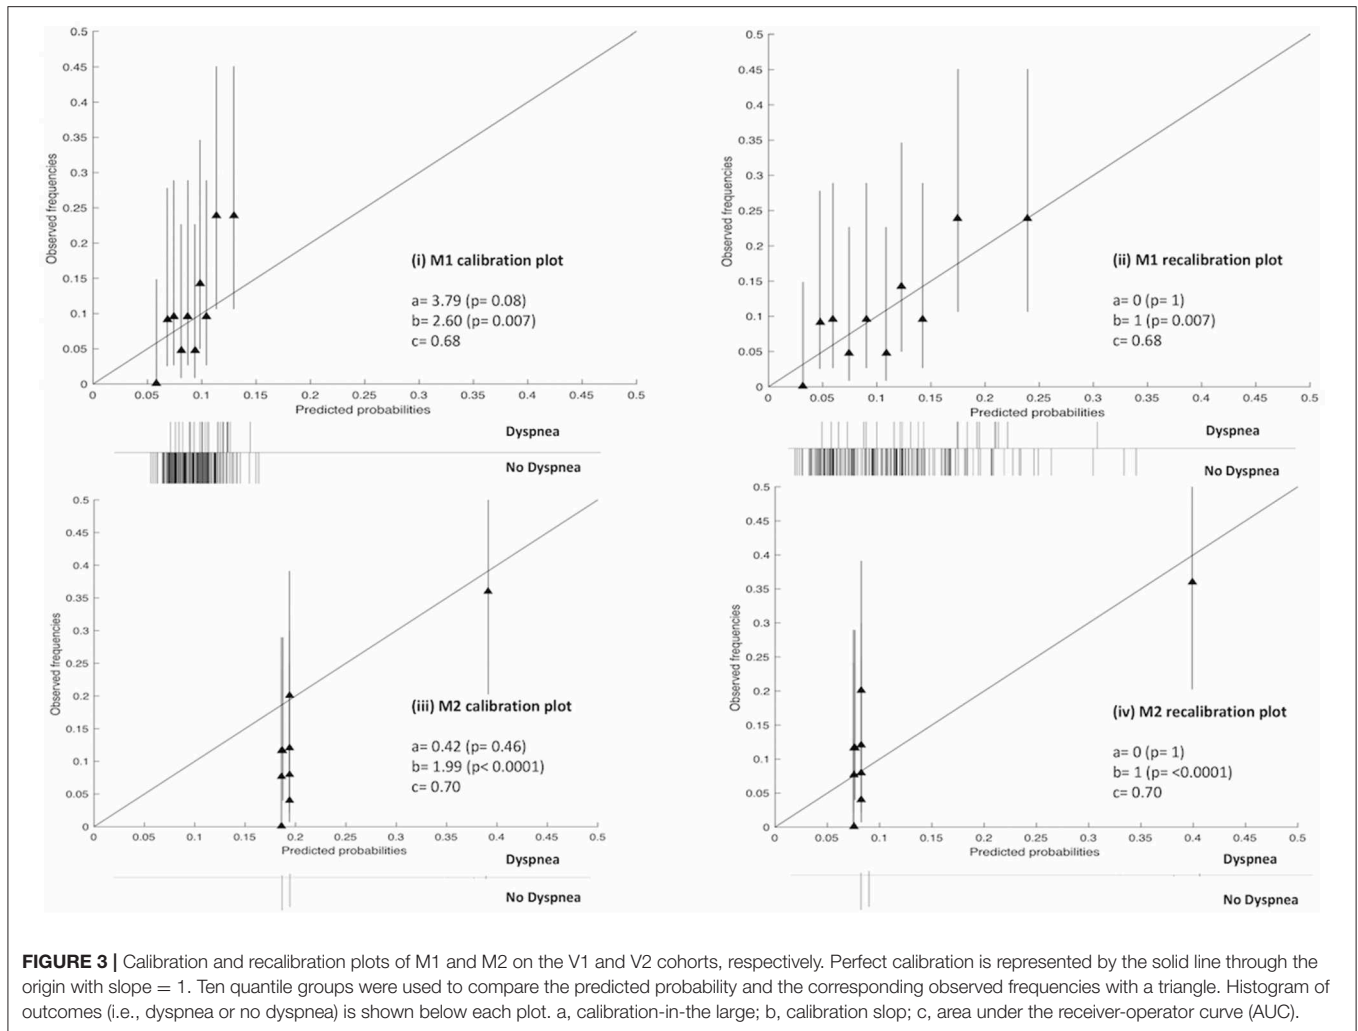 0.5
0.45
0.4
0.35
0.3
0.25
0.2
0.15
0.1
0.05
0
Observed frequencies
0 0.05 0.1 0.15 0.2 0.25 0.3 0.35 0.4 0.45 0.5
Predicted probabilities
(i) M1 calibration plot
a= 3.79 (p= 0.08)
b= 2.60 (p= 0.007)
c= 0.68
Dyspnea
No Dyspnea
0.5
0.45
0.4
0.35
0.3
0.25
0.2
0.15
0.1
0.05
0
Observed frequencies
0 0.05 0.1 0.15 0.2 0.25 0.3 0.35 0.4 0.45 0.5
Predicted probabilities
(ii) M1 recalibration plot
a= 0 (p= 1)
b= 1 (p= 0.007)
c= 0.68
Dyspnea
No Dyspnea
0.5
0.45
0.4
0.35
0.3
0.25
0.2
0.15
0.1
0.05
0
Observed frequencies
0 0.05 0.1 0.15 0.2 0.25 0.3 0.35 0.4 0.45 0.5
Predicted probabilities
(iii) M2 calibration plot
a= 0.42 (p= 0.46)
b= 1.99 (p< 0.0001)
c= 0.70
Dyspnea
No Dyspnea
0.5
0.45
0.4
0.35
0.3
0.25
0.2
0.15
0.1
0.05
0
Observed frequencies
0 0.05 0.1 0.15 0.2 0.25 0.3 0.35 0.4 0.45 0.5
Predicted probabilities
(iv) M2 recalibration plot
a= 0 (p= 1)
b= 1 (p= <0.0001)
c= 0.70
Dyspnea
No Dyspnea
FIGURE 3 | Calibration and recalibration plots of M1 and M2 on the V1 and V2 cohorts, respectively. Perfect calibration is represented by the solid line through the
origin with slope = 1. Ten quantile groups were used to compare the predicted probability and the corresponding observed frequencies with a triangle. Histogram of
outcomes (i.e., dyspnea or no dyspnea) is shown below each plot. a, calibration-in-the large; b, calibration slop; c, area under the receiver-operator curve (AUC).